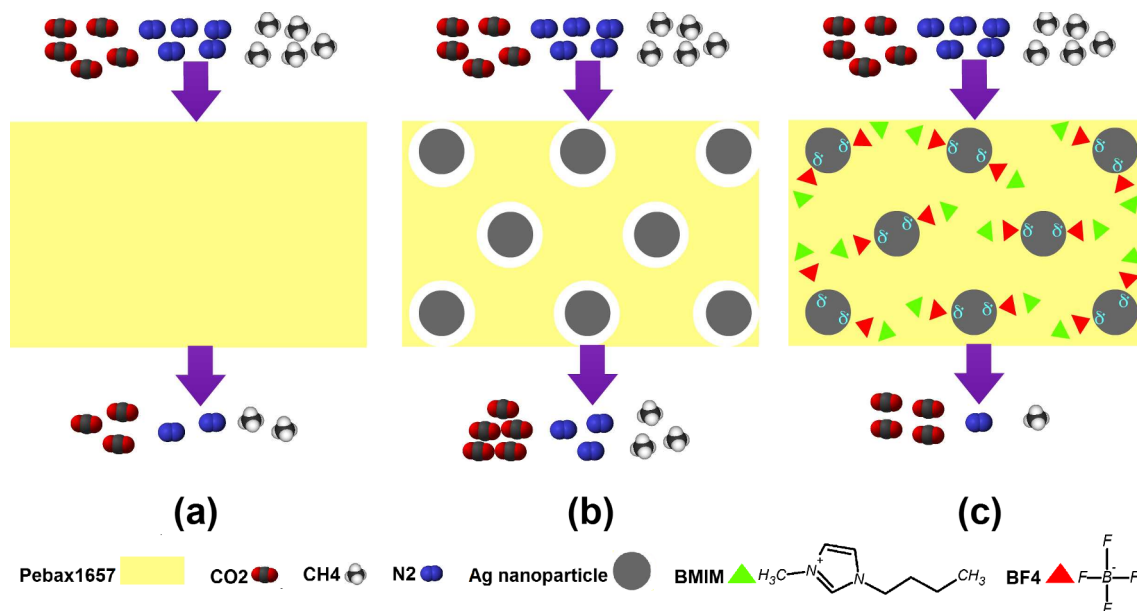 δ· δ· δ· δ· δ· δ·
δ· δ· δ· δ·
δ· δ· δ· δ· δ· δ·
(a) (b) (c)
Pebax1657 CO2 CH4 N2 Ag nanoparticle BMIM H₃C N + N CH₃ BF4
F
F B - F
F